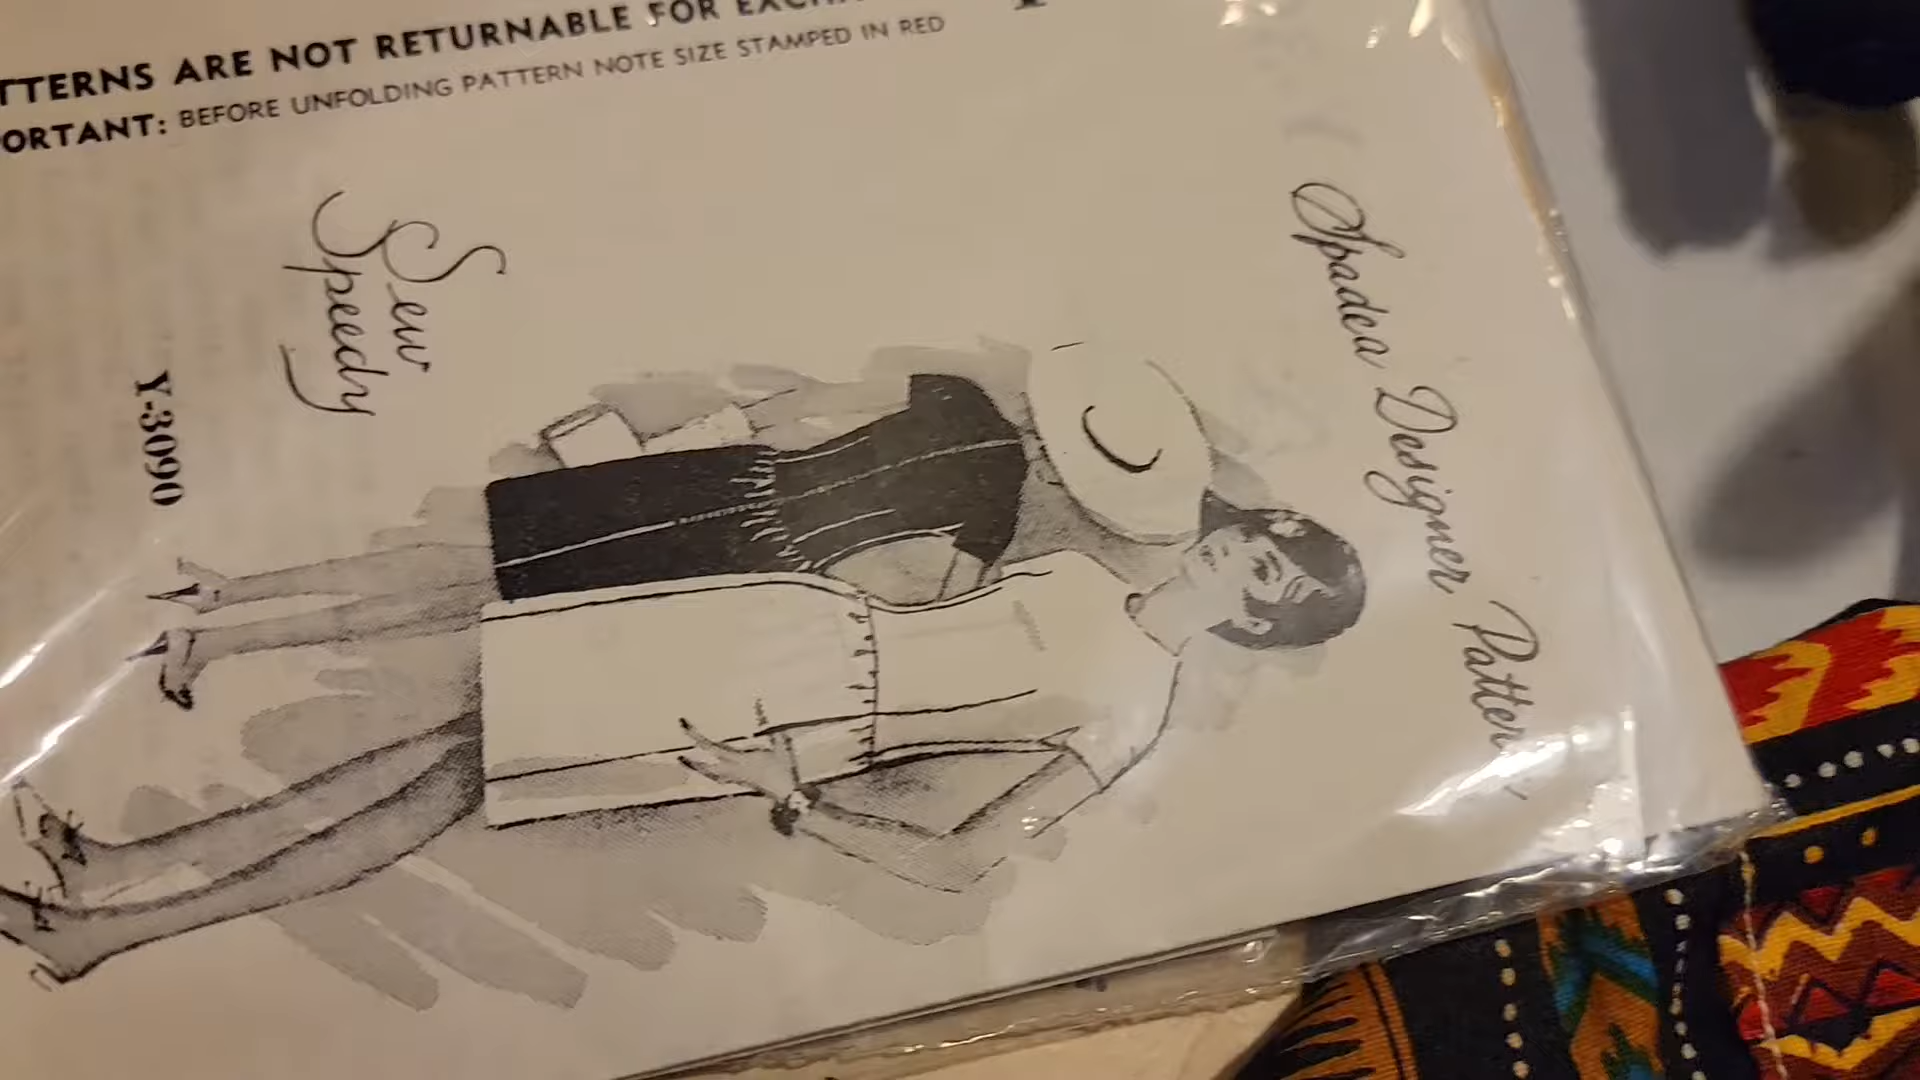 TTERNS ARE NOT RETURNABLE FOR
ORTANT: BEFORE UNFOLDING PATTERN NOTE SIZE STAMPED IN RED
Spadea Designer Pattern
Sew
Speedy
Y-3090